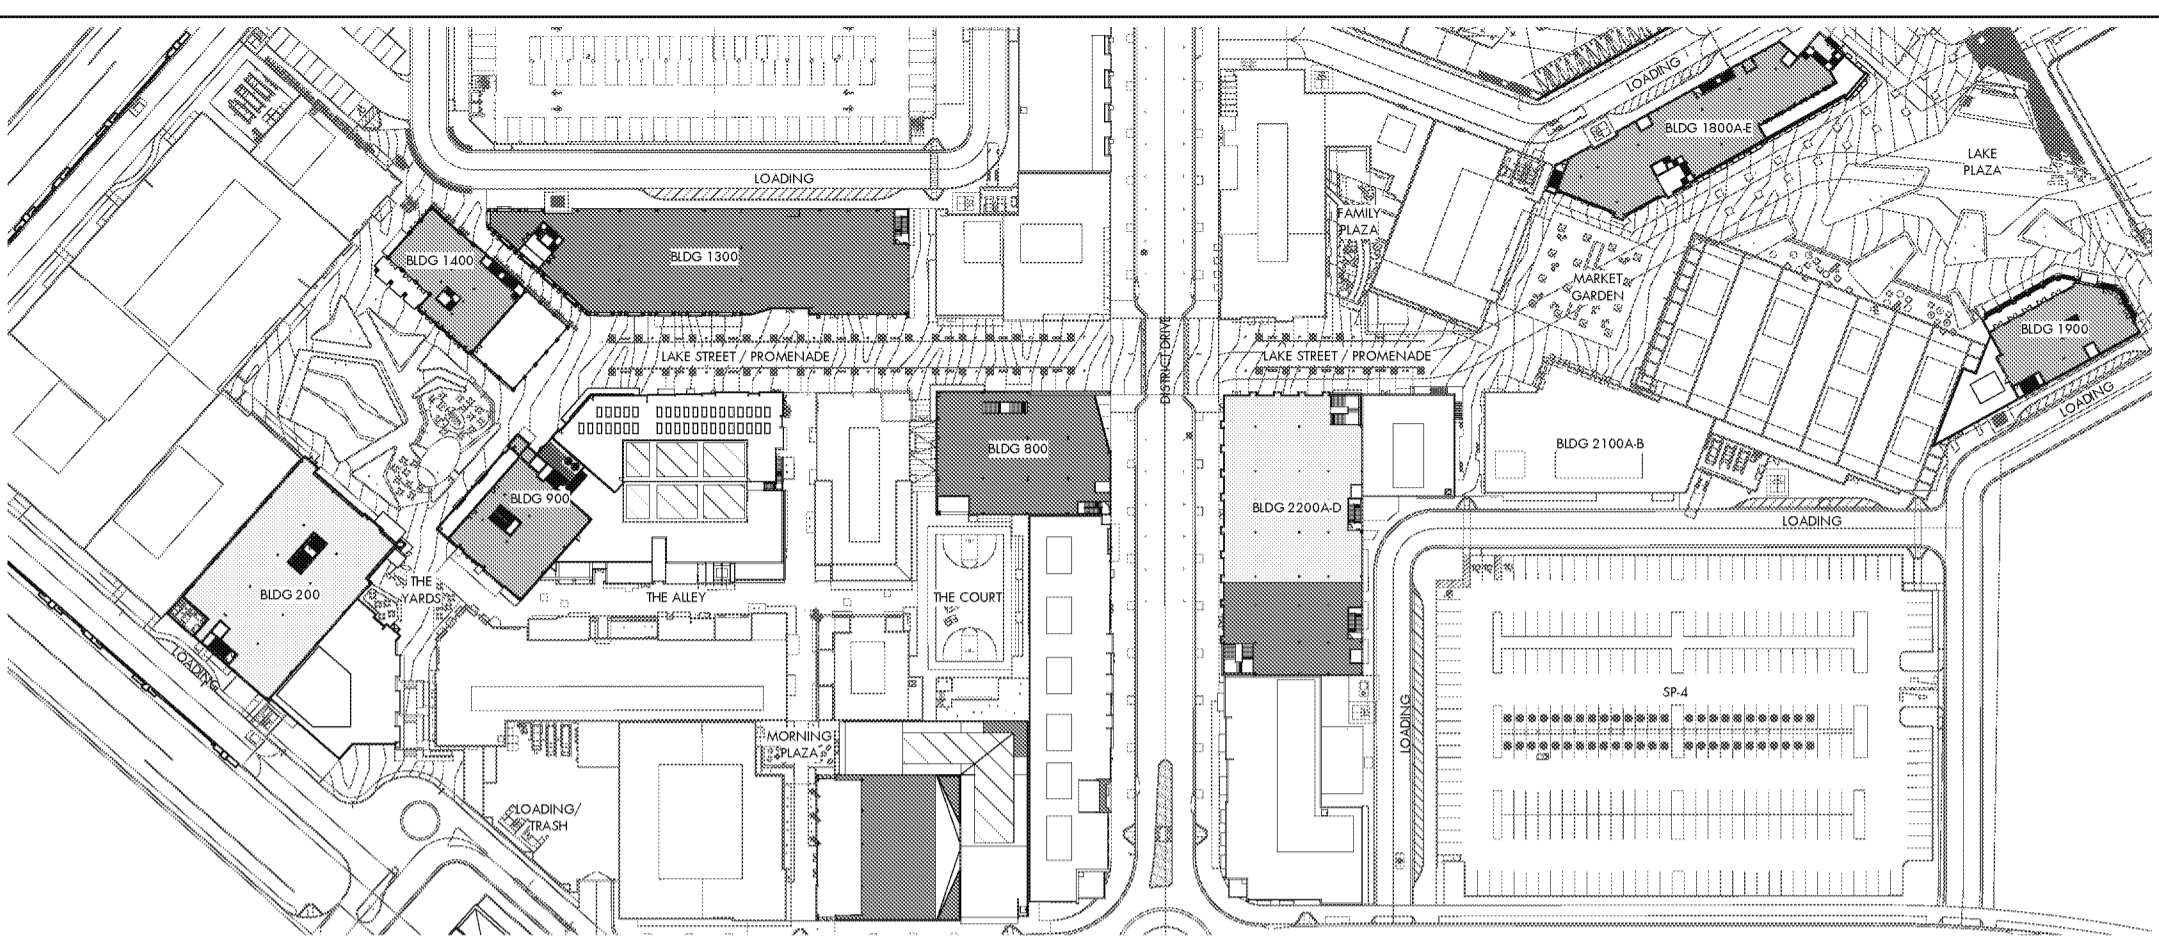 LOADING
BLDG 1800A-E
LAKE
PLAZA
LOADING
FAMILY
PLAZA
BLDG 1400
BLDG 1300
MARKET
GARDEN
BLDG 1900
LAKE STREET / PROMENADE
DISTRICT DRIVE
LAKE STREET / PROMENADE
LOADING
BLDG 800
BLDG 2100A-B
BLDG 900
BLDG 2200A-D
LOADING
THE
YARDS
BLDG 200
THE ALLEY
THE COURT
LOADING
SP-4
LOADING
MORNING
PLAZA
LOADING/
TRASH